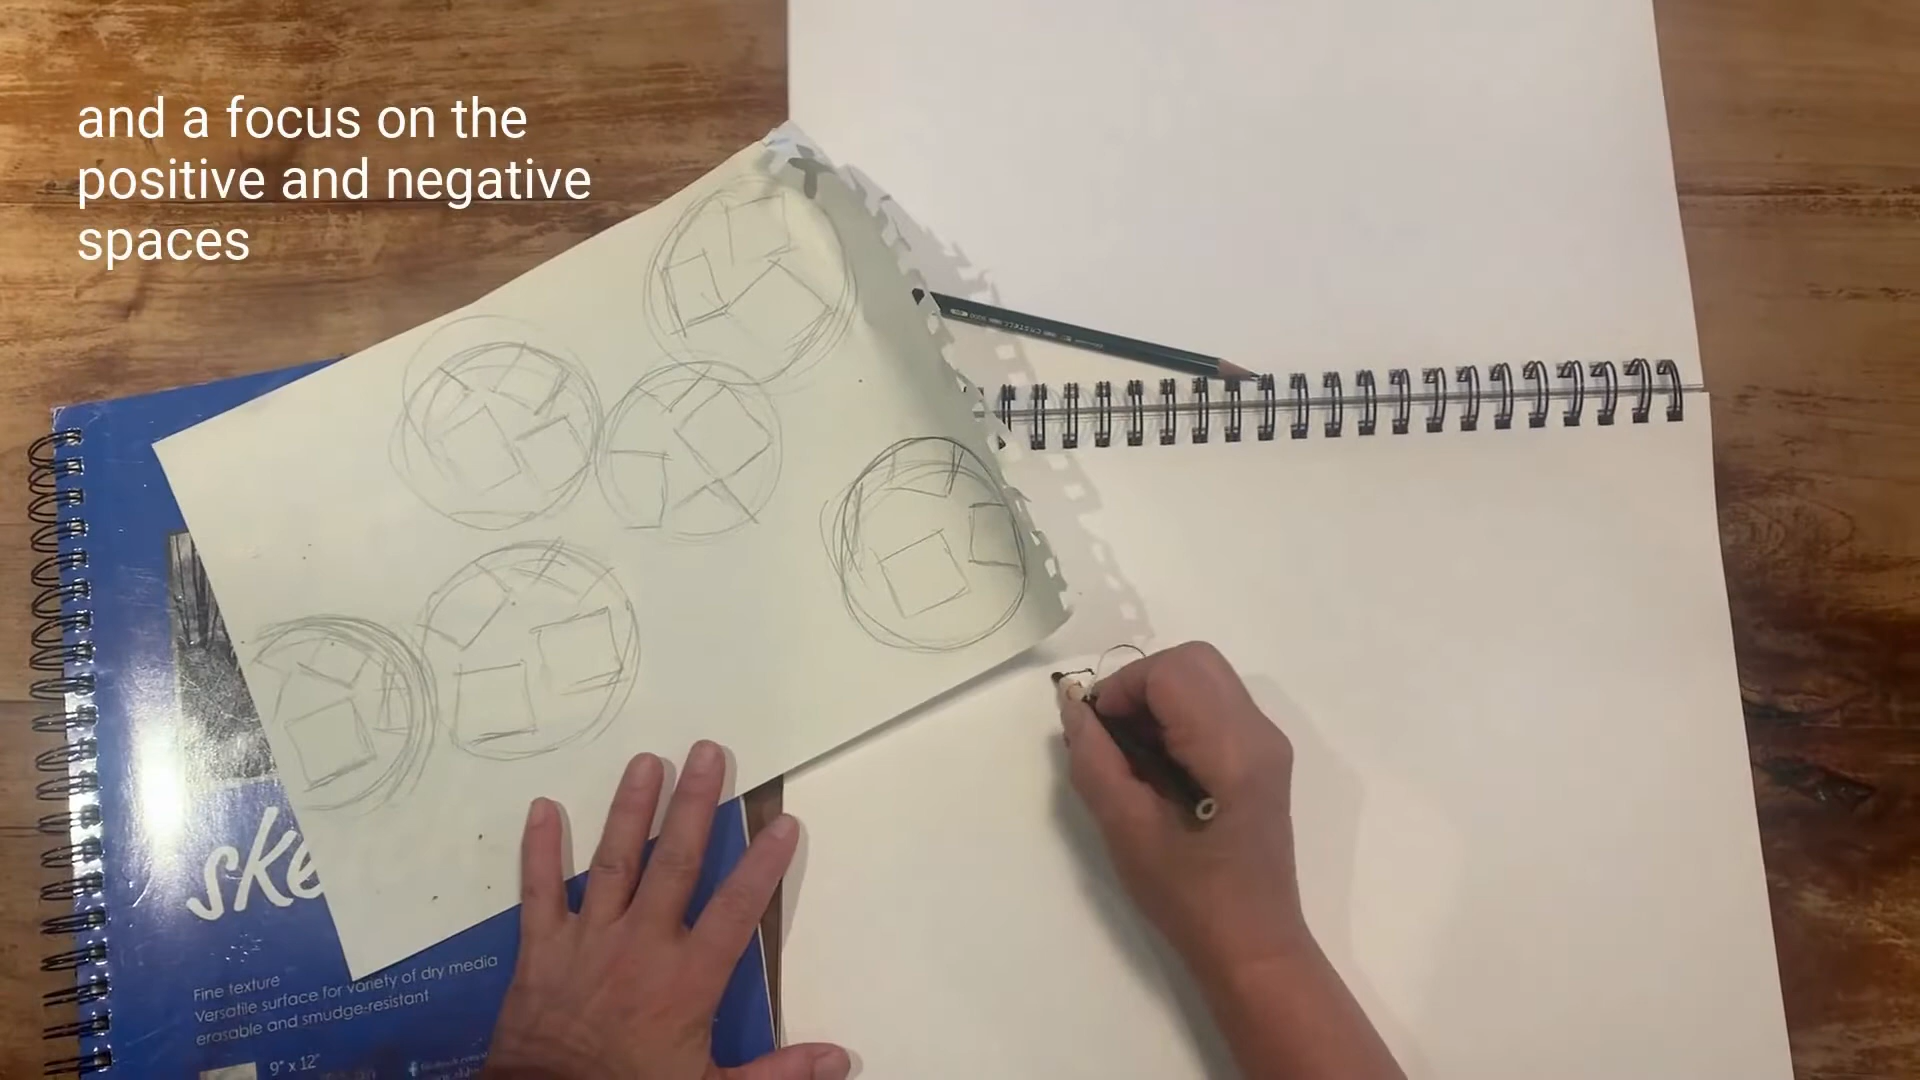 and a focus on the
positive and negative
spaces
ske
Fine texture
Versatile surface for variety of dry media
erasable and smudge-resistant
9" x 12"